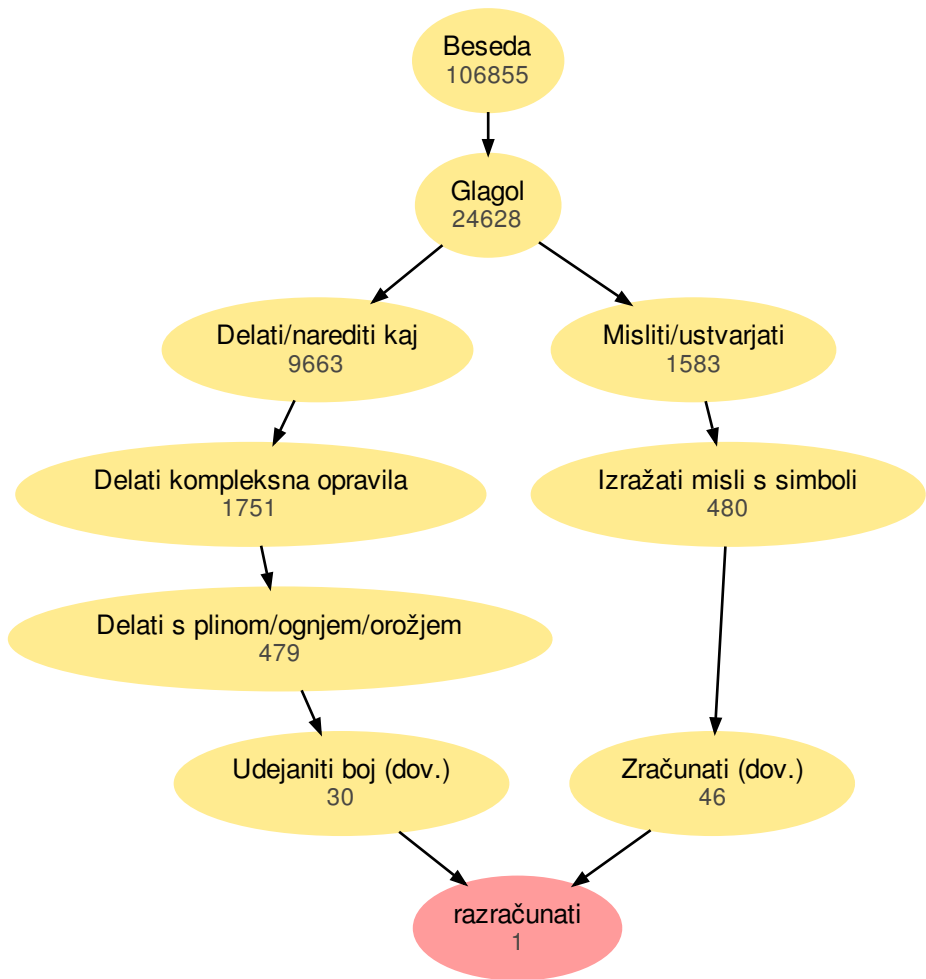 Beseda
106855
Glagol
24628
Delati/narediti kaj
9663
Misliti/ustvarjati
1583
Delati kompleksna opravila
1751
Izražati misli s simboli
480
Delati s plinom/ognjem/orožjem
479
Udejaniti boj (dov.)
30
Zračunati (dov.)
46
razračunati
1